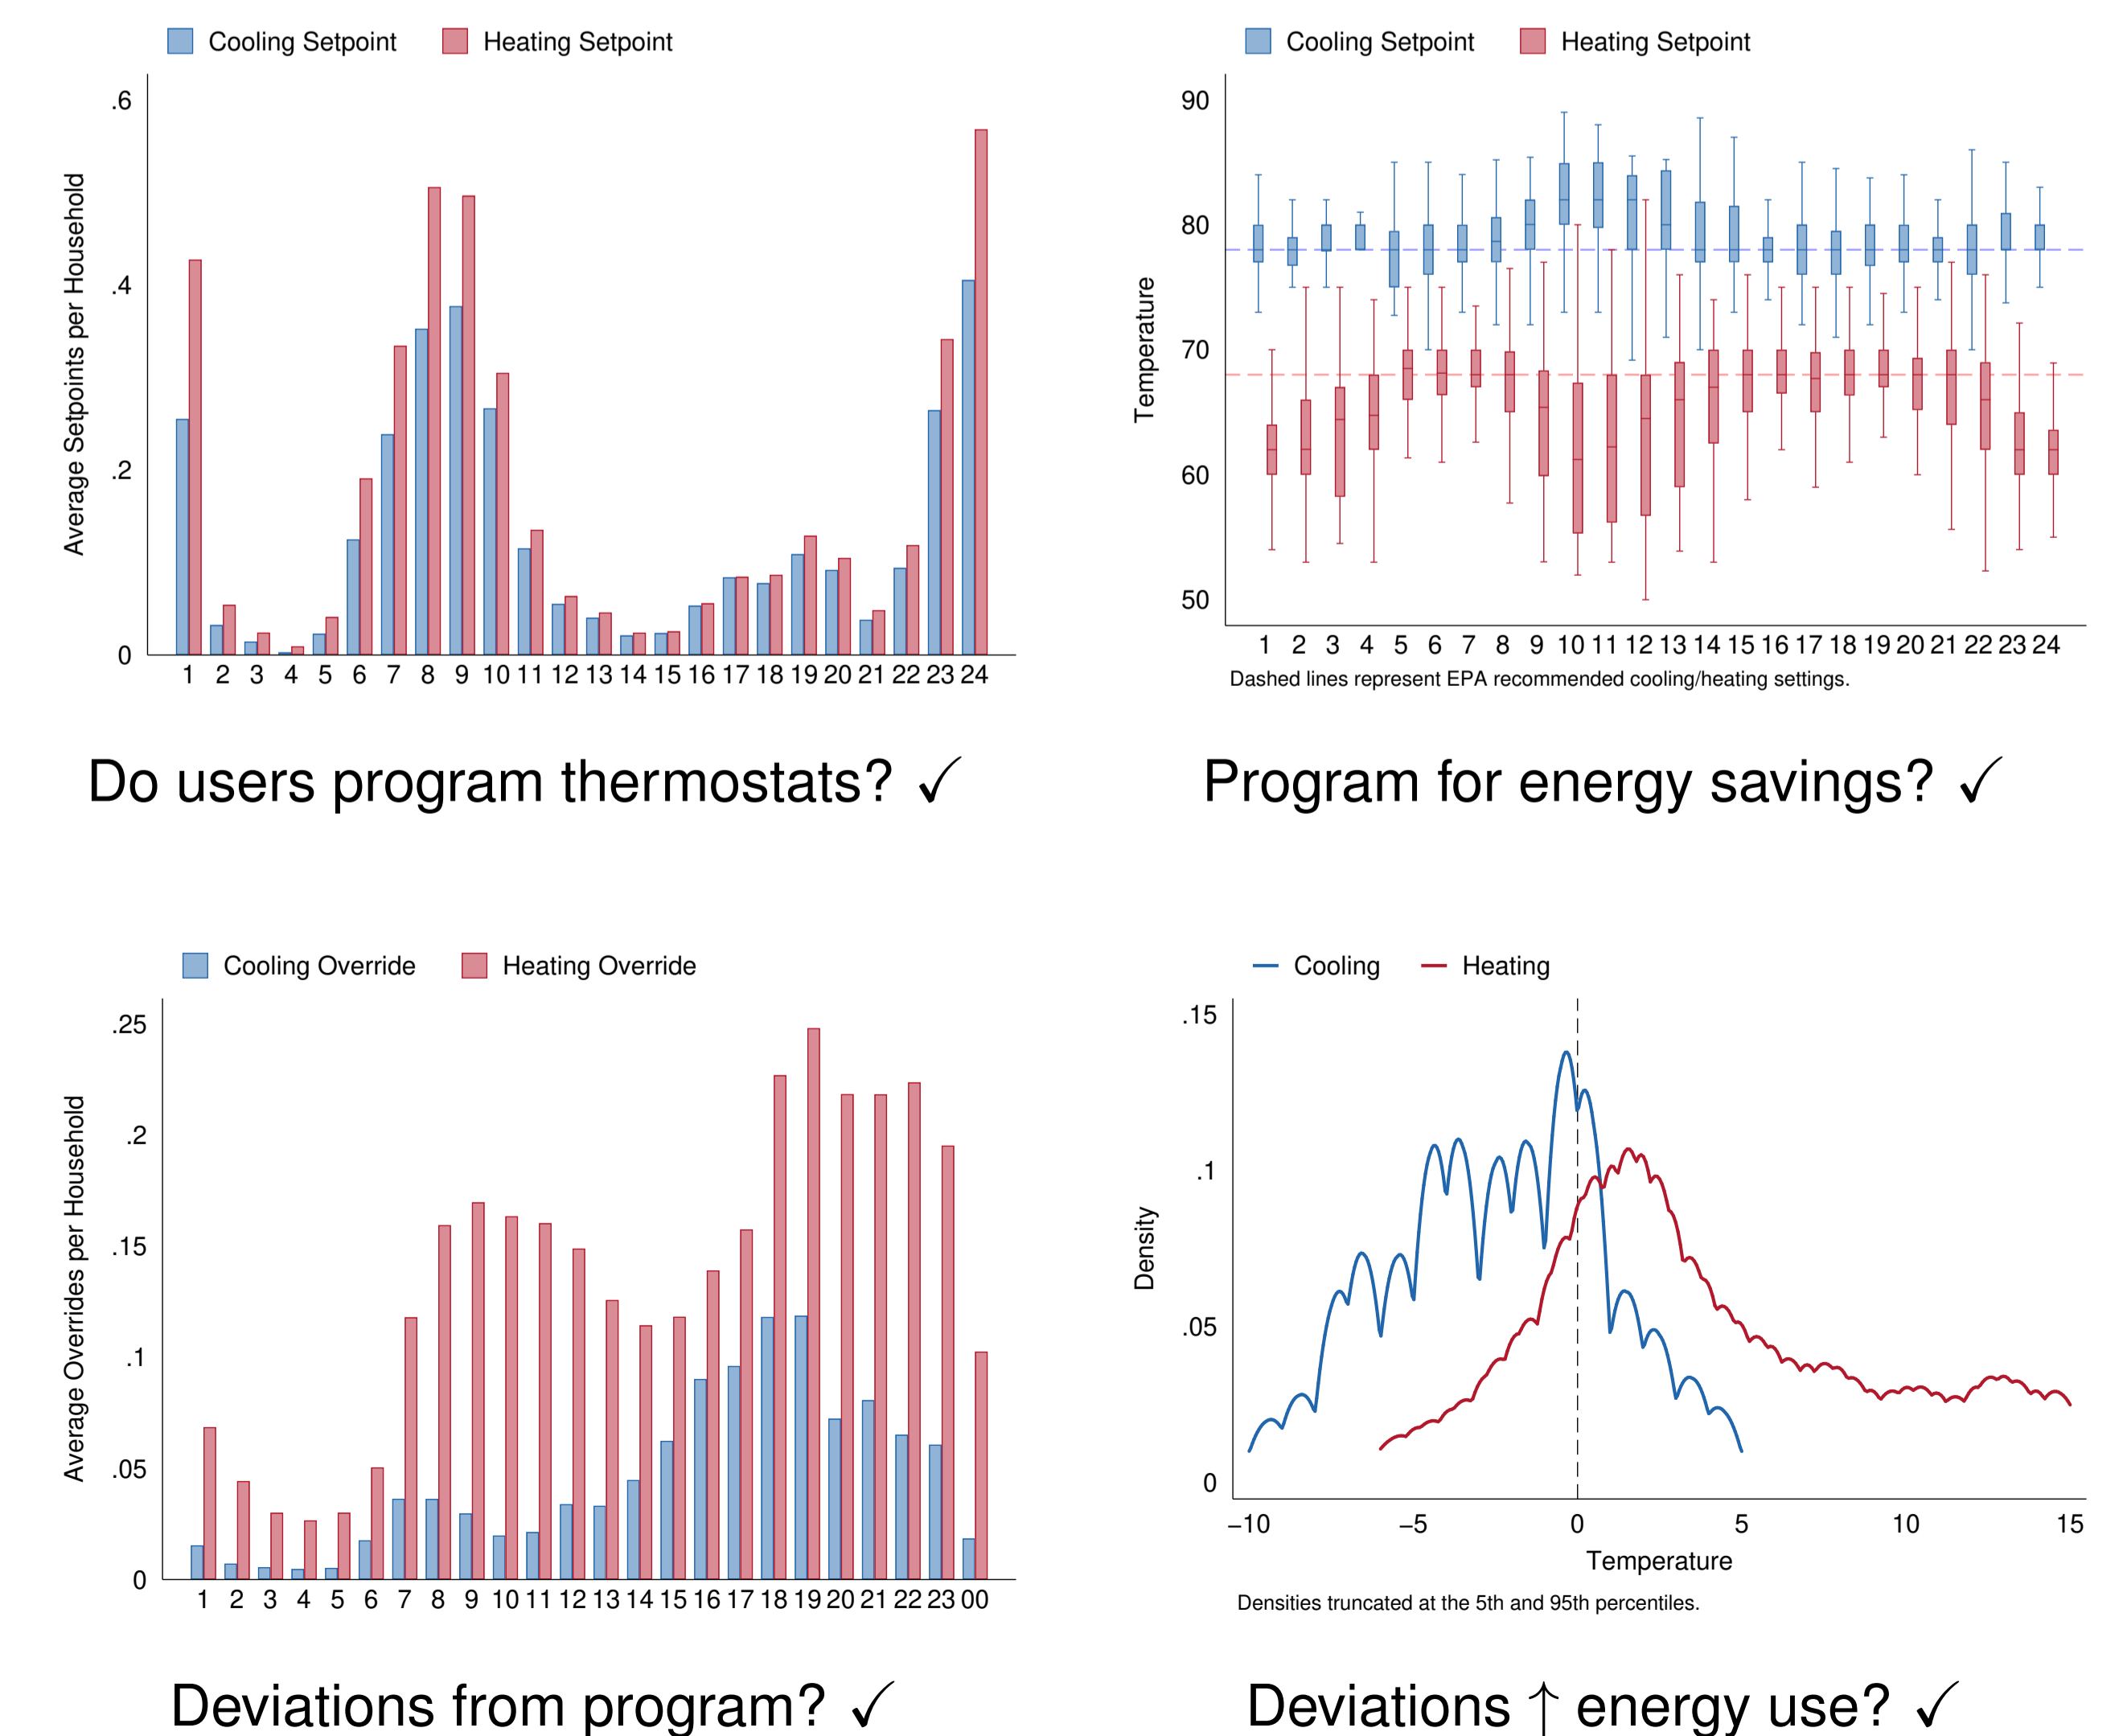 Cooling Setpoint Heating Setpoint
Average Setpoints per Household
.6
.4
.2
0
1 2 3 4 5 6 7 8 9 10 11 12 13 14 15 16 17 18 19 20 21 22 23 24
Do users program thermostats? ✓
Cooling Setpoint Heating Setpoint
Temperature
90
80
70
60
50
1 2 3 4 5 6 7 8 9 10 11 12 13 14 15 16 17 18 19 20 21 22 23 24
Dashed lines represent EPA recommended cooling/heating settings.
Program for energy savings? ✓
Cooling Override Heating Override
Average Overrides per Household
.25
.2
.15
.1
.05
0
1 2 3 4 5 6 7 8 9 10 11 12 13 14 15 16 17 18 19 20 21 22 23 00
Deviations from program? ✓
Cooling Heating
Density
.15
.1
.05
0
−10 −5 0 5 10 15
Temperature
Densities truncated at the 5th and 95th percentiles.
Deviations ↑ energy use? ✓